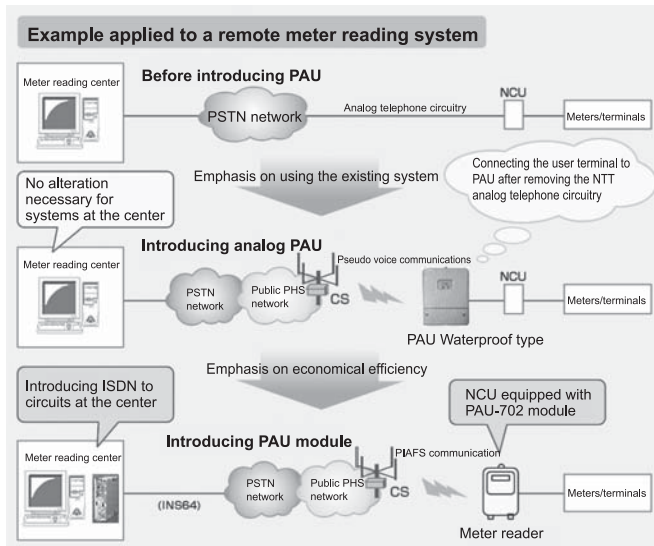 Example applied to a remote meter reading system
Meter reading center
Before introducing PAU
PSTN network
Analog telephone circuitry
NCU
Meters/terminals
Emphasis on using the existing system
Connecting the user terminal to
PAU after removing the NTT
analog telephone circuitry
No alteration
necessary for
systems at the center
Meter reading center
Introducing analog PAU
PSTN
network
Public PHS
network
CS
Pseudo voice communications
PAU Waterproof type
NCU
Meters/terminals
Emphasis on economical efficiency
Introducing ISDN to
circuits at the center
NCU equipped with
PAU-702 module
Meter reading center
(INS64)
Introducing PAU module
PSTN
network
Public PHS
network
CS
PIAFS communication
Meter reader
Meters/terminals